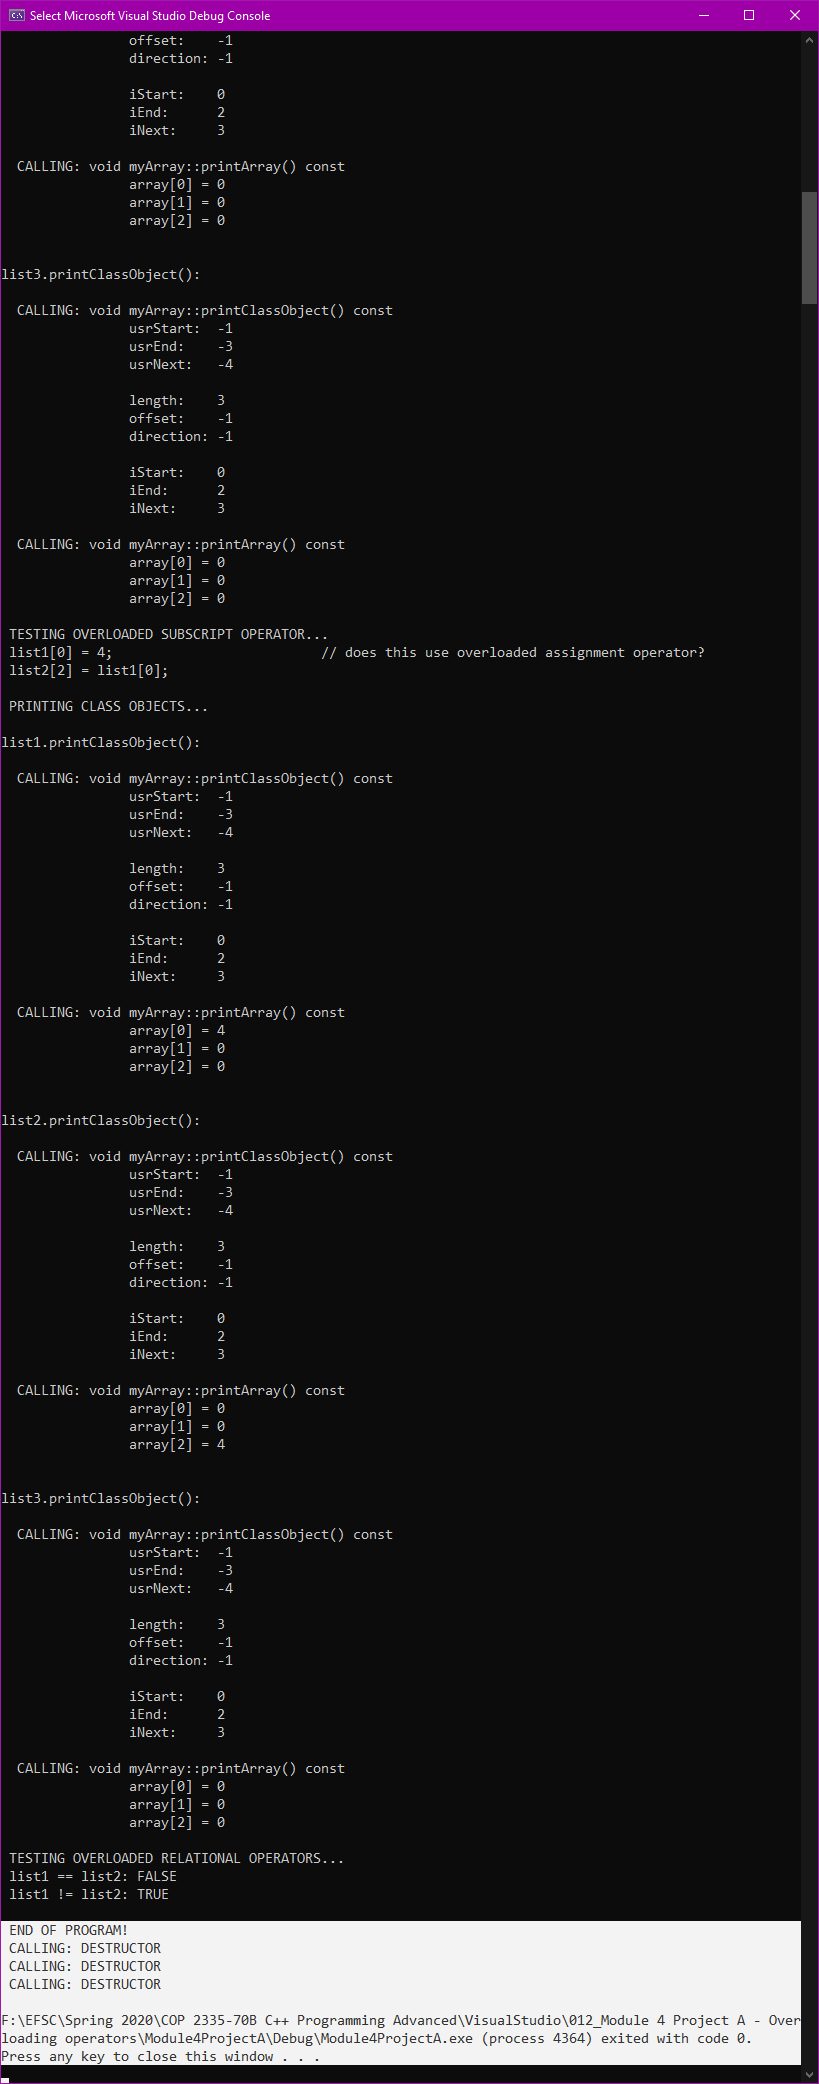 Select Microsoft Visual Studio Debug Console
offset: -1
direction: -1
iStart: 0
iEnd: 2
iNext: 3
CALLING: void myArray::printArray() const
array[0] = 0
array[1] = 0
array[2] = 0
list3.printClassObject():
CALLING: void myArray::printClassObject() const
usrStart: -1
usrEnd: -3
usrNext: -4
length: 3
offset: -1
direction: -1
iStart: 0
iEnd: 2
iNext: 3
CALLING: void myArray::printArray() const
array[0] = 0
array[1] = 0
array[2] = 0
TESTING OVERLOADED SUBSCRIPT OPERATOR...
list1[0] = 4; // does this use overloaded assignment operator?
list2[2] = list1[0];
PRINTING CLASS OBJECTS...
list1.printClassObject():
CALLING: void myArray::printClassObject() const
usrStart: -1
usrEnd: -3
usrNext: -4
length: 3
offset: -1
direction: -1
iStart: 0
iEnd: 2
iNext: 3
CALLING: void myArray::printArray() const
array[0] = 4
array[1] = 0
array[2] = 0
list2.printClassObject():
CALLING: void myArray::printClassObject() const
usrStart: -1
usrEnd: -3
usrNext: -4
length: 3
offset: -1
direction: -1
iStart: 0
iEnd: 2
iNext: 3
CALLING: void myArray::printArray() const
array[0] = 0
array[1] = 0
array[2] = 4
list3.printClassObject():
CALLING: void myArray::printClassObject() const
usrStart: -1
usrEnd: -3
usrNext: -4
length: 3
offset: -1
direction: -1
iStart: 0
iEnd: 2
iNext: 3
CALLING: void myArray::printArray() const
array[0] = 0
array[1] = 0
array[2] = 0
TESTING OVERLOADED RELATIONAL OPERATORS...
list1 == list2: FALSE
list1 != list2: TRUE
END OF PROGRAM!
CALLING: DESTRUCTOR
CALLING: DESTRUCTOR
CALLING: DESTRUCTOR
F:\EFSC\Spring 2020\COP 2335-70B C++ Programming Advanced\VisualStudio\012_Module 4 Project A - Over
loading operators\Module4ProjectA\Debug\Module4ProjectA.exe (process 4364) exited with code 0.
Press any key to close this window . . .